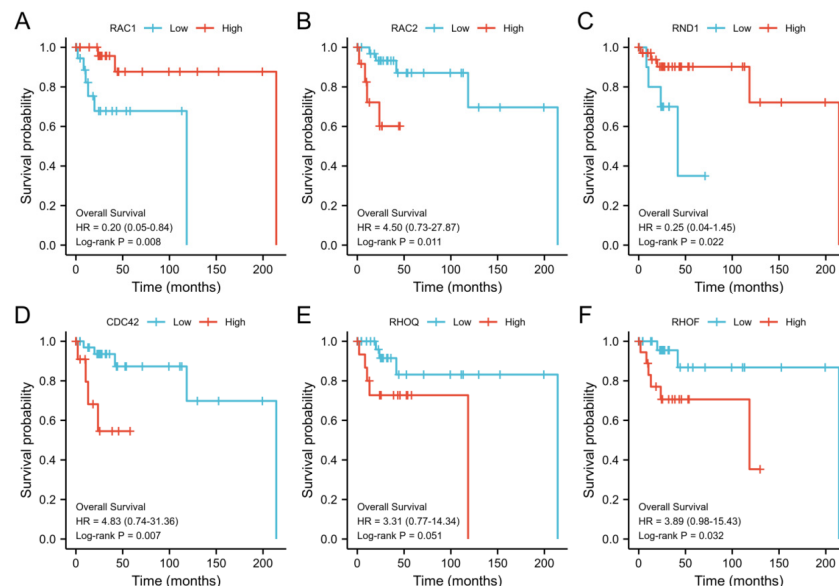 A
RAC1 Low High
Survival probability
1.0
0.8
0.6
0.4
0.2
0.0
Overall Survival
HR = 0.20 (0.05-0.84)
Log-rank P = 0.008
0 50 100 150 200
Time (months)
B
RAC2 Low High
Survival probability
1.0
0.8
0.6
0.4
0.2
0.0
Overall Survival
HR = 4.50 (0.73-27.87)
Log-rank P = 0.011
0 50 100 150 200
Time (months)
C
RND1 Low High
Survival probability
1.0
0.8
0.6
0.4
0.2
0.0
Overall Survival
HR = 0.25 (0.04-1.45)
Log-rank P = 0.022
0 50 100 150 200
Time (months)
D
CDC42 Low High
Survival probability
1.0
0.8
0.6
0.4
0.2
0.0
Overall Survival
HR = 4.83 (0.74-31.36)
Log-rank P = 0.007
0 50 100 150 200
Time (months)
E
RHOQ Low High
Survival probability
1.0
0.8
0.6
0.4
0.2
0.0
Overall Survival
HR = 3.31 (0.77-14.34)
Log-rank P = 0.051
0 50 100 150 200
Time (months)
F
RHOF Low High
Survival probability
1.0
0.8
0.6
0.4
0.2
0.0
Overall Survival
HR = 3.89 (0.98-15.43)
Log-rank P = 0.032
0 50 100 150 200
Time (months)